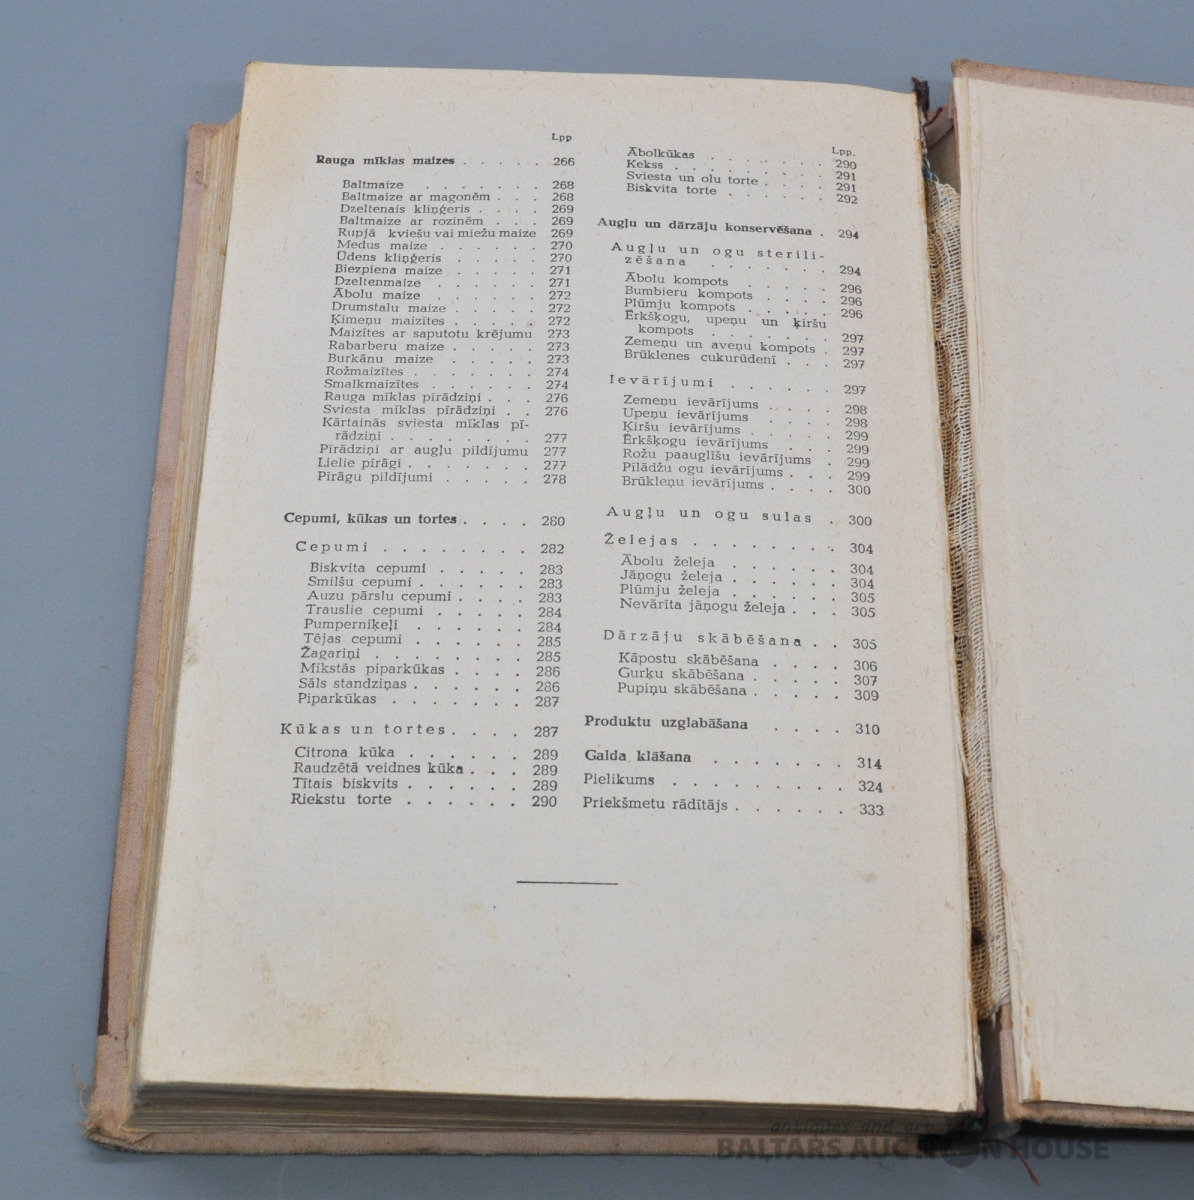 Lpp
Rauga mīklas maizes . . . . . 266
Baltmaize . . . . . . . 268
Baltmaize ar magonēm . . . 268
Dzeltenais kliņģeris . . . . 269
Baltmaize ar rozinēm . . . 269
Rupjā kviešu vai miežu maize 269
Medus maize . . . . . . 270
Ūdens kliņģeris . . . . . 270
Biezpiena maize . . . . . 271
Dzeltenmaize . . . . . . 271
Ābolu maize . . . . . . 272
Drumstalu maize . . . . . 272
Ķimeņu maizītes . . . . . 272
Maizītes ar saputotu krējumu 273
Rabarberu maize . . . . . 273
Burkānu maize . . . . . 273
Rožmaizītes . . . . . . 274
Smalkmaizītes . . . . . . 274
Rauga mīklas pīrādziņi . . . 276
Sviesta mīklas pīrādziņi . . 276
Kārtainās sviesta mīklas pī-
rādziņi . . . . . . . . 277
Pīrādziņi ar augļu pildījumu 277
Lielie pīrāgi . . . . . . . 277
Pīrāgu pildījumi . . . . . 278
Cepumi, kūkas un tortes . . . . 280
Cepumi . . . . . . . . 282
Biskvita cepumi . . . . . 283
Smilšu cepumi . . . . . . 283
Auzu pārslu cepumi . . . . 283
Trauslie cepumi . . . . . 284
Pumperniķeļi . . . . . . 284
Tējas cepumi . . . . . . 285
Žagariņi . . . . . . . . 285
Mīkstās piparkūkas . . . . 286
Sāls standziņas . . . . . . 286
Piparkūkas . . . . . . . 287
Kūkas un tortes . . . . 287
Citrona kūka . . . . . . 289
Raudzētā veidnes kūka . . . 289
Tītais biskvits . . . . . . 289
Riekstu torte . . . . . . 290
Lpp.
Ābolkūkas . . . . . . 290
Kekss . . . . . . . . 291
Sviesta un olu torte . . . . 291
Biskvita torte . . . . . . 292
Augļu un dārzāju konservēšana . 294
Augļu un ogu sterili-
zēšana . . . . . . . 294
Ābolu kompots . . . . . 296
Bumbieru kompots . . . . 296
Plūmju kompots . . . . . 296
Ērkšķogu, upeņu un ķiršu
kompots . . . . . . . 297
Zemeņu un aveņu kompots . 297
Brūklenes cukurūdenī . . . 297
Ievārījumi . . . . . . 297
Zemeņu ievārījums . . . . 298
Upeņu ievārījums . . . . 298
Ķiršu ievārījums . . . . . 299
Ērkšķogu ievārījums . . . 299
Rožu paauglīšu ievārījums . 299
Pīlādžu ogu ievārījums . . . 299
Brūkleņu ievārījums . . . . 300
Augļu un ogu sulas . 300
Želejas . . . . . . . . 304
Ābolu želeja . . . . . . 304
Jāņogu želeja . . . . . . 304
Plūmju želeja . . . . . . 305
Nevārīta jāņogu želeja . . . 305
Dārzāju skābēšana . . 305
Kāpostu skābēšana . . . . 306
Gurķu skābēšana . . . . . 307
Pupiņu skābēšana . . . . . 309
Produktu uzglabāšana . . . . 310
Galda klāšana . . . . . . . 314
Pielikums . . . . . . . . . 324
Priekšmetu rādītājs . . . . . . 333
antiques and art
BALTARS AUCTION HOUSE